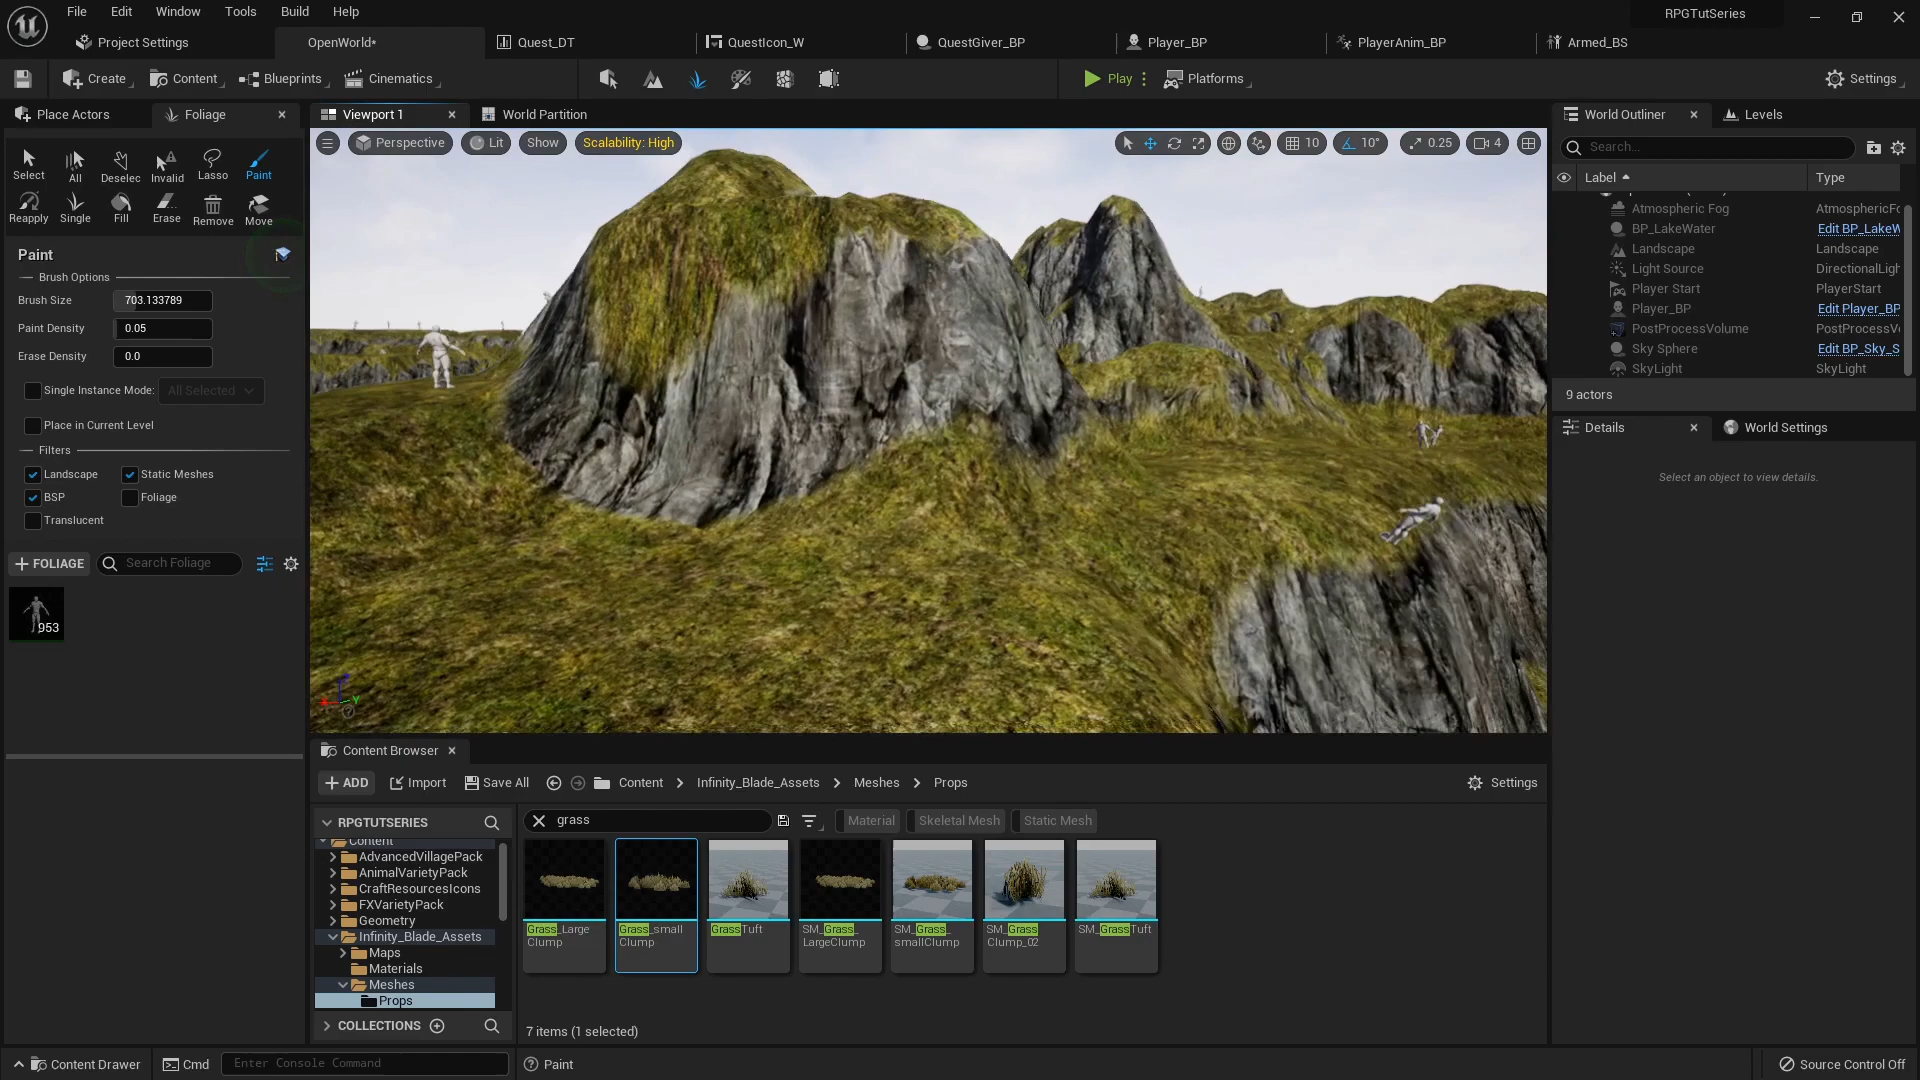 File Edit Window Tools Build Help
RPGTutSeries
Project Settings
OpenWorld*
Quest_DT
QuestIcon_W
QuestGiver_BP
Player_BP
PlayerAnim_BP
Armed_BS
Create Content Blueprints Cinematics
Play Platforms
Settings
Place Actors
Foliage
Viewport 1
World Partition
World Outliner
Levels
Select All Deselec Invalid Lasso Paint
Reapply Single Fill Erase Remove Move
Paint
Brush Options
Brush Size 703.133789
Paint Density 0.05
Erase Density 0.0
Single Instance Mode: All Selected
Place in Current Level
Filters
Landscape Static Meshes
BSP Foliage
Translucent
FOLIAGE Search Foliage
953
Perspective Lit Show Scalability: High
10 10° 0.25 4
X Y
Search...
Label Type
Atmospheric Fog AtmosphericFo
BP_LakeWater Edit BP_LakeW
Landscape Landscape
Light Source DirectionalLigh
Player Start PlayerStart
Player_BP Edit Player_BP
PostProcessVolume PostProcessV
Sky Sphere Edit BP_Sky_S
SkyLight SkyLight
9 actors
Details
World Settings
Select an object to view details.
Content Browser
ADD Import Save All Content Infinity_Blade_Assets Meshes Props
Settings
RPGTUTSERIES
Content
AdvancedVillagePack
AnimalVarietyPack
CraftResourcesIcons
FXVarietyPack
Geometry
Infinity_Blade_Assets
Maps
Materials
Meshes
Props
COLLECTIONS
grass
Material Skeletal Mesh Static Mesh
Grass_Large
Clump
Grass_small
Clump
GrassTuft
SM_Grass_
LargeClump
SM_Grass_
smallClump
SM_Grass
Clump_02
SM_GrassTuft
7 items (1 selected)
Content Drawer Cmd Enter Console Command Paint
Source Control Off